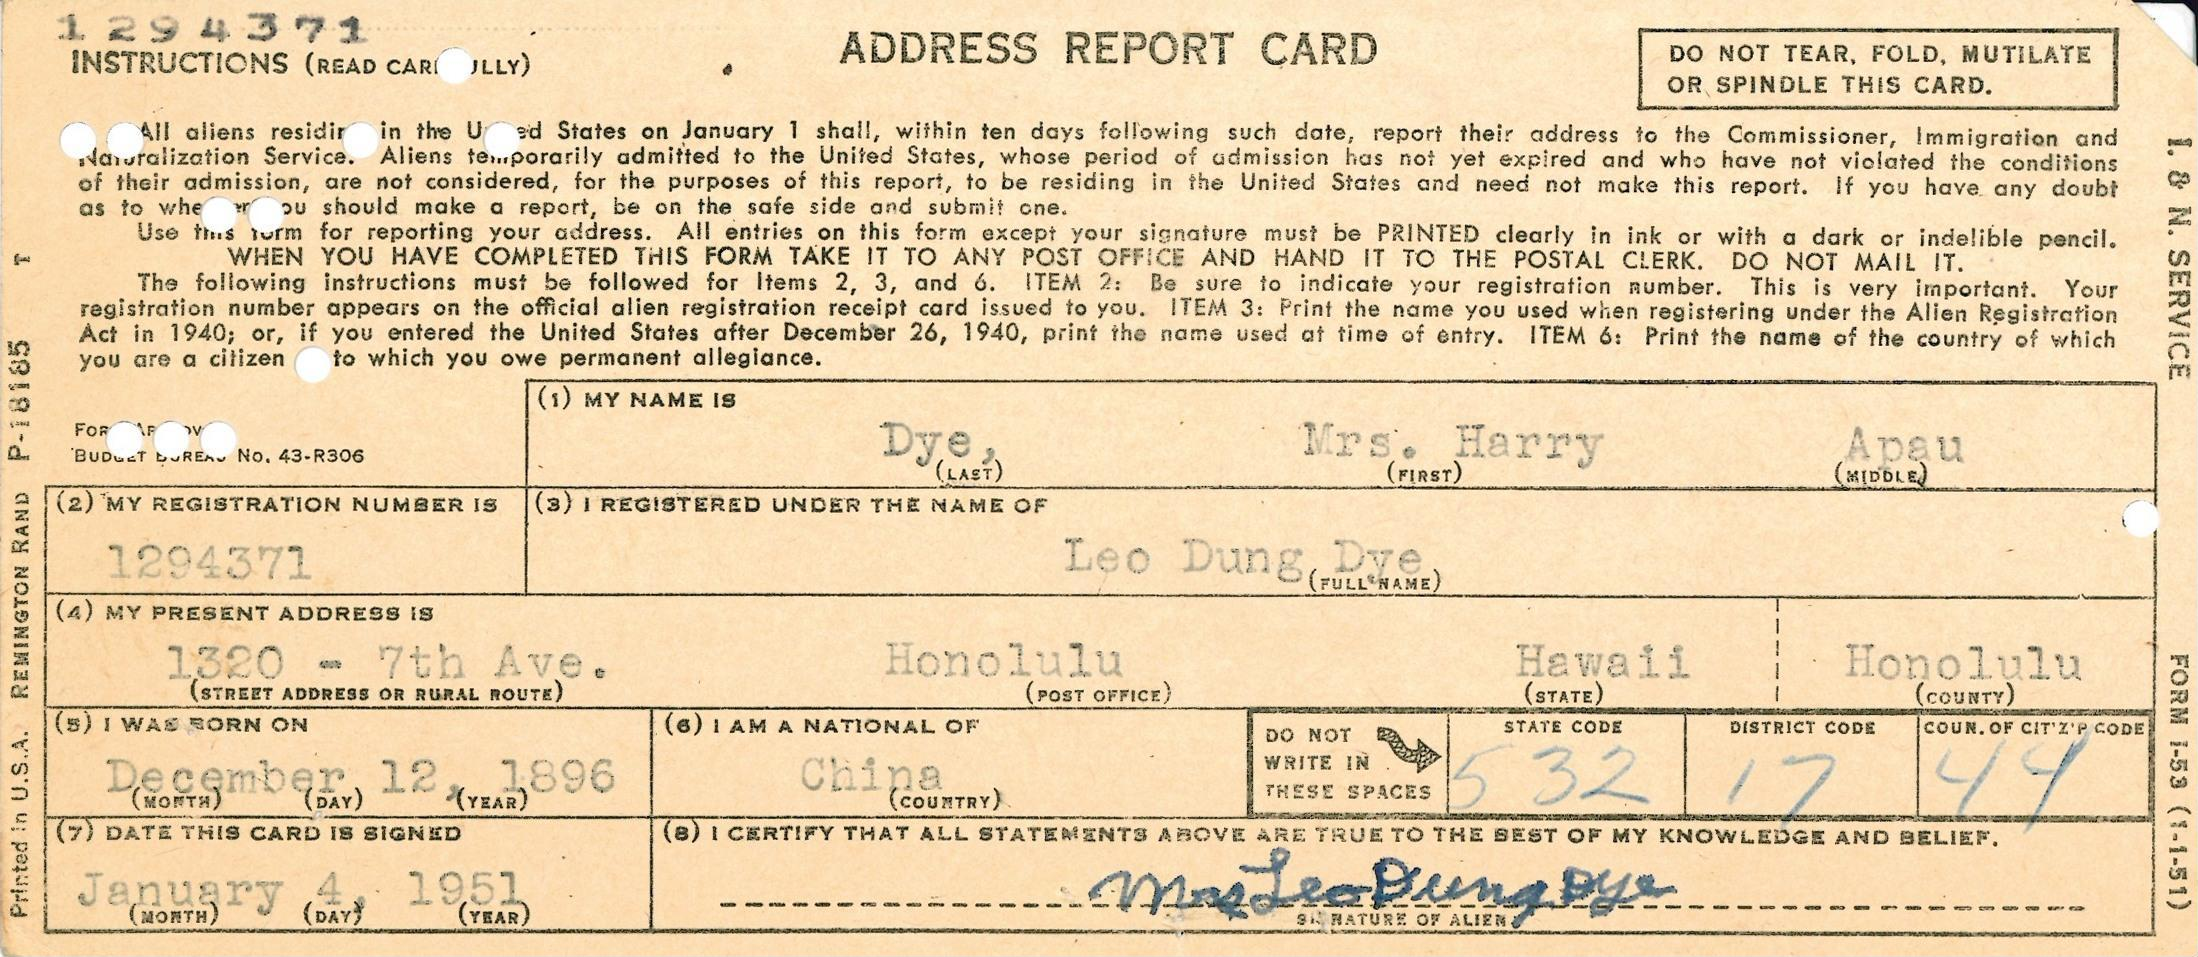 1294371
INSTRUCTIONS (READ CAREFULLY)
ADDRESS REPORT CARD
DO NOT TEAR, FOLD, MUTILATE
OR SPINDLE THIS CARD.
All aliens residing in the United States on January 1 shall, within ten days following such date, report their address to the Commissioner, Immigration and
Naturalization Service. Aliens temporarily admitted to the United States, whose period of admission has not yet expired and who have not violated the conditions
of their admission, are not considered, for the purposes of this report, to be residing in the United States and need not make this report. If you have any doubt
as to whether you should make a report, be on the safe side and submit one.
Use this form for reporting your address. All entries on this form except your signature must be PRINTED clearly in ink or with a dark or indelible pencil.
WHEN YOU HAVE COMPLETED THIS FORM TAKE IT TO ANY POST OFFICE AND HAND IT TO THE POSTAL CLERK. DO NOT MAIL IT.
The following instructions must be followed for Items 2, 3, and 6. ITEM 2: Be sure to indicate your registration number. This is very important. Your
registration number appears on the official alien registration receipt card issued to you. ITEM 3: Print the name you used when registering under the Alien Registration
Act in 1940; or, if you entered the United States after December 26, 1940, print the name used at time of entry. ITEM 6: Print the name of the country of which
you are a citizen to which you owe permanent allegiance.
Form Approved
Budget Bureau No. 43-R306
(1) MY NAME IS
Dye, Mrs. Harry Apau
(LAST) (FIRST) (MIDDLE)
(2) MY REGISTRATION NUMBER IS
1294371
(3) I REGISTERED UNDER THE NAME OF
Leo Dung Dye
(FULL NAME)
(4) MY PRESENT ADDRESS IS
1320 - 7th Ave. Honolulu Hawaii Honolulu
(STREET ADDRESS OR RURAL ROUTE) (POST OFFICE) (STATE) (COUNTY)
(5) I WAS BORN ON
December 12, 1896
(MONTH) (DAY) (YEAR)
(6) I AM A NATIONAL OF
China
(COUNTRY)
DO NOT
WRITE IN
THESE SPACES
STATE CODE
532
DISTRICT CODE
17
COUN. OF CIT'Z'P CODE
44
(7) DATE THIS CARD IS SIGNED
January 4, 1951
(MONTH) (DAY) (YEAR)
(8) I CERTIFY THAT ALL STATEMENTS ABOVE ARE TRUE TO THE BEST OF MY KNOWLEDGE AND BELIEF.
Mrs Leo Dung Dye
SIGNATURE OF ALIEN
Printed in U.S.A. REMINGTON RAND P-18185 T
I. & N. SERVICE
FORM I-53 (1-1-51)